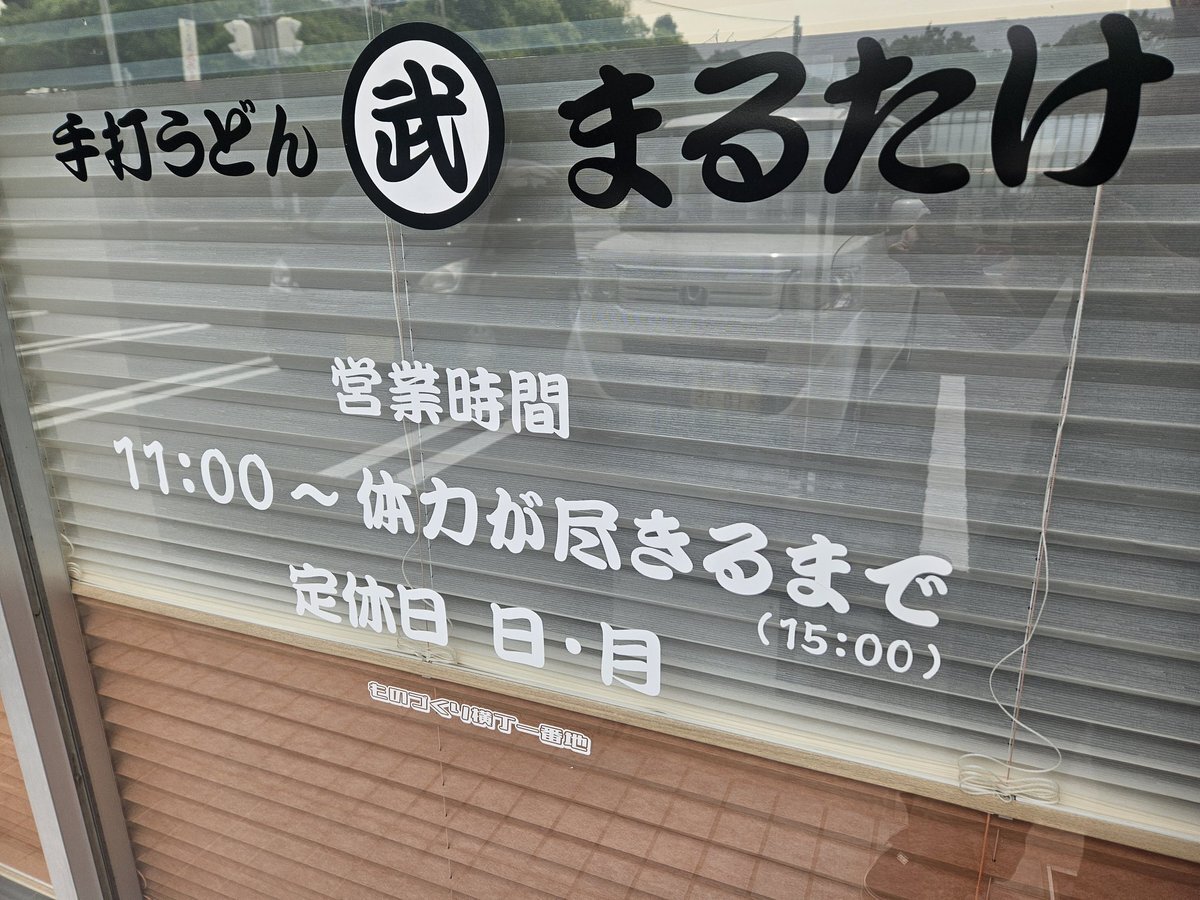 手打うどん 武 まるたけ
営業時間
11:00~体力が尽きるまで
(15:00)
定休日 日・月
ものづくり横丁一番地